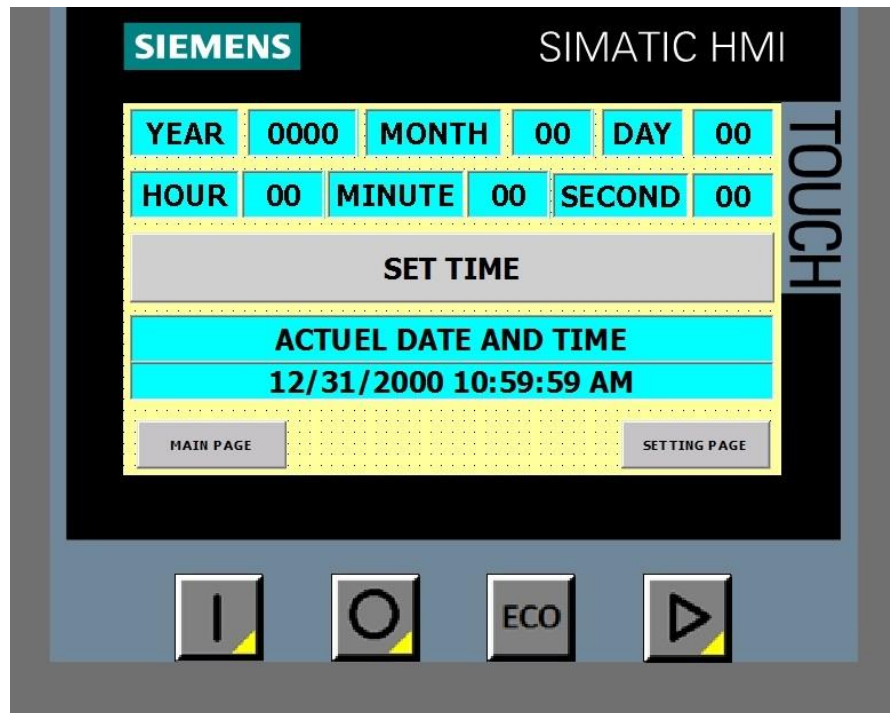 SIEMENS SIMATIC HMI
TOUCH
YEAR 0000 MONTH 00 DAY 00
HOUR 00 MINUTE 00 SECOND 00
SET TIME
ACTUEL DATE AND TIME
12/31/2000 10:59:59 AM
MAIN PAGE SETTING PAGE
I O ECO